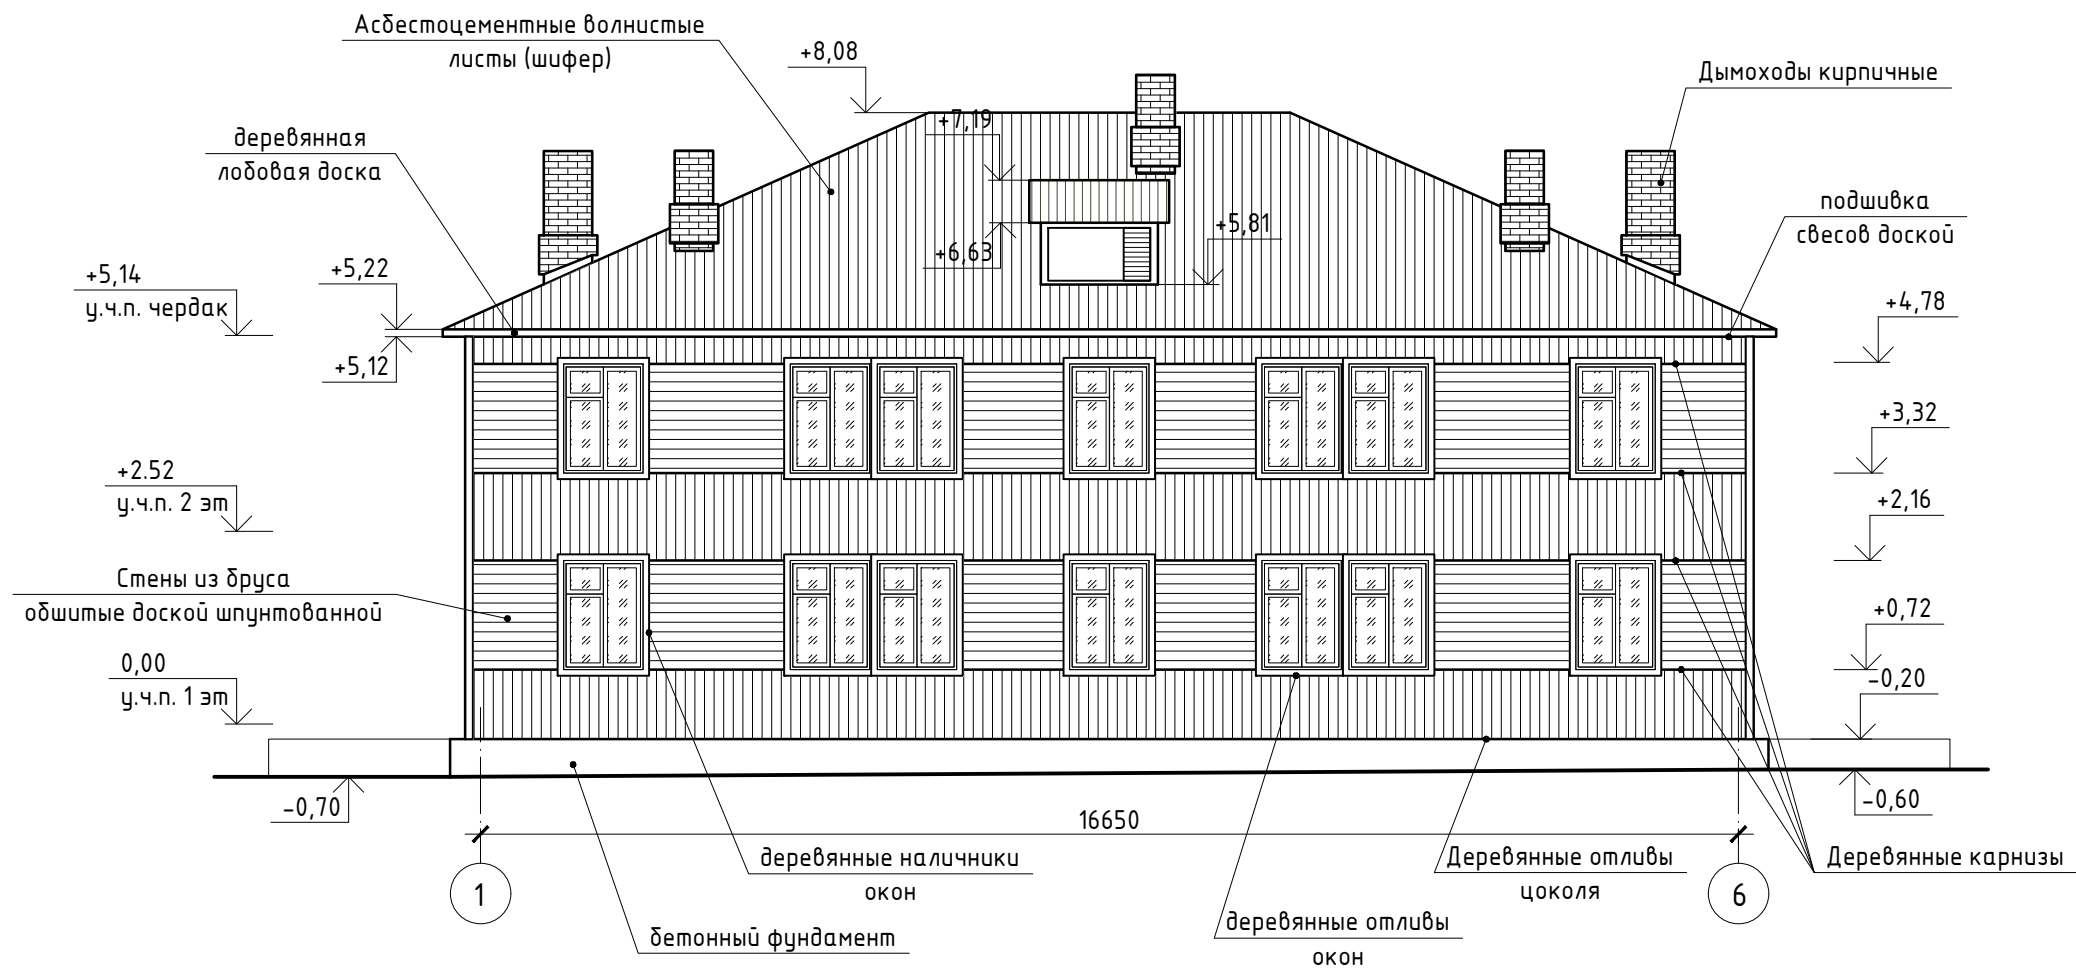 Асбестоцементные волнистые
листы (шифер)
+8,08
Дымоходы кирпичные
деревянная
лобовая доска
+7,19
подшивка
свесов доской
+5,81
+6,63
+5,14
у.ч.п. чердак
+5,22
+5,12
+4,78
+3,32
+2.52
у.ч.п. 2 эт
+2,16
Стены из бруса
обшитые доской шпунтованной
+0,72
0,00
у.ч.п. 1 эт
-0,20
-0,70
-0,60
16650
1
6
деревянные наличники
окон
Деревянные отливы
цоколя
Деревянные карнизы
бетонный фундамент
деревянные отливы
окон